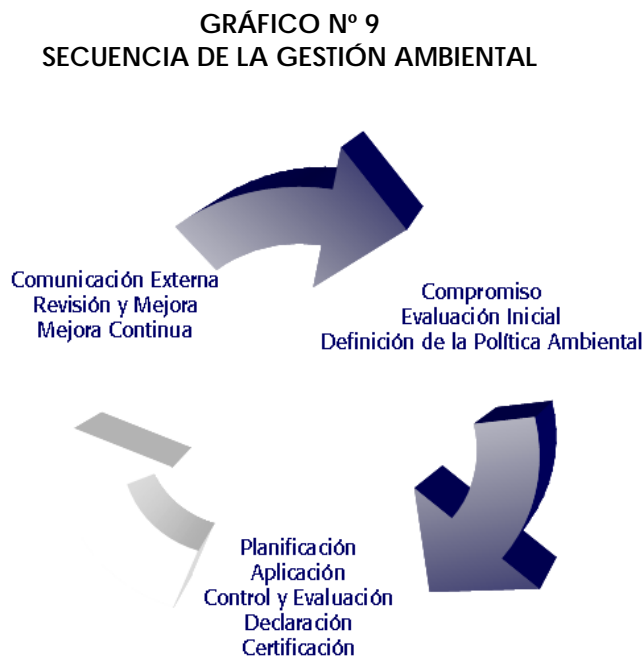 GRÁFICO Nº 9
SECUENCIA DE LA GESTIÓN AMBIENTAL
Comunicación Externa
Revisión y Mejora
Mejora Continua
Compromiso
Evaluación Inicial
Definición de la Política Ambiental
Planificación
Aplicación
Control y Evaluación
Declaración
Certificación